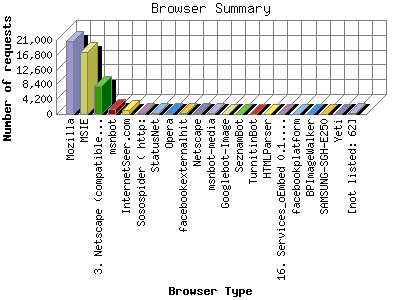 Browser Summary
Number of requests
21,000
16,800
12,600
8,400
4,200
0
Mozilla
MSIE
3. Netscape (compatible...
msnbot
InternetSeer.com
Sosospider ( http:
StatusNet
Opera
facebookexternalhit
Netscape
msnbot-media
Googlebot-Image
SeznamBot
TurnitinBot
HTMLParser
16. Services_oEmbed 0.1....
facebookplatform
BPImageWalker
SAMSUNG-SGH-E250
Yeti
[not listed: 62]
Browser Type